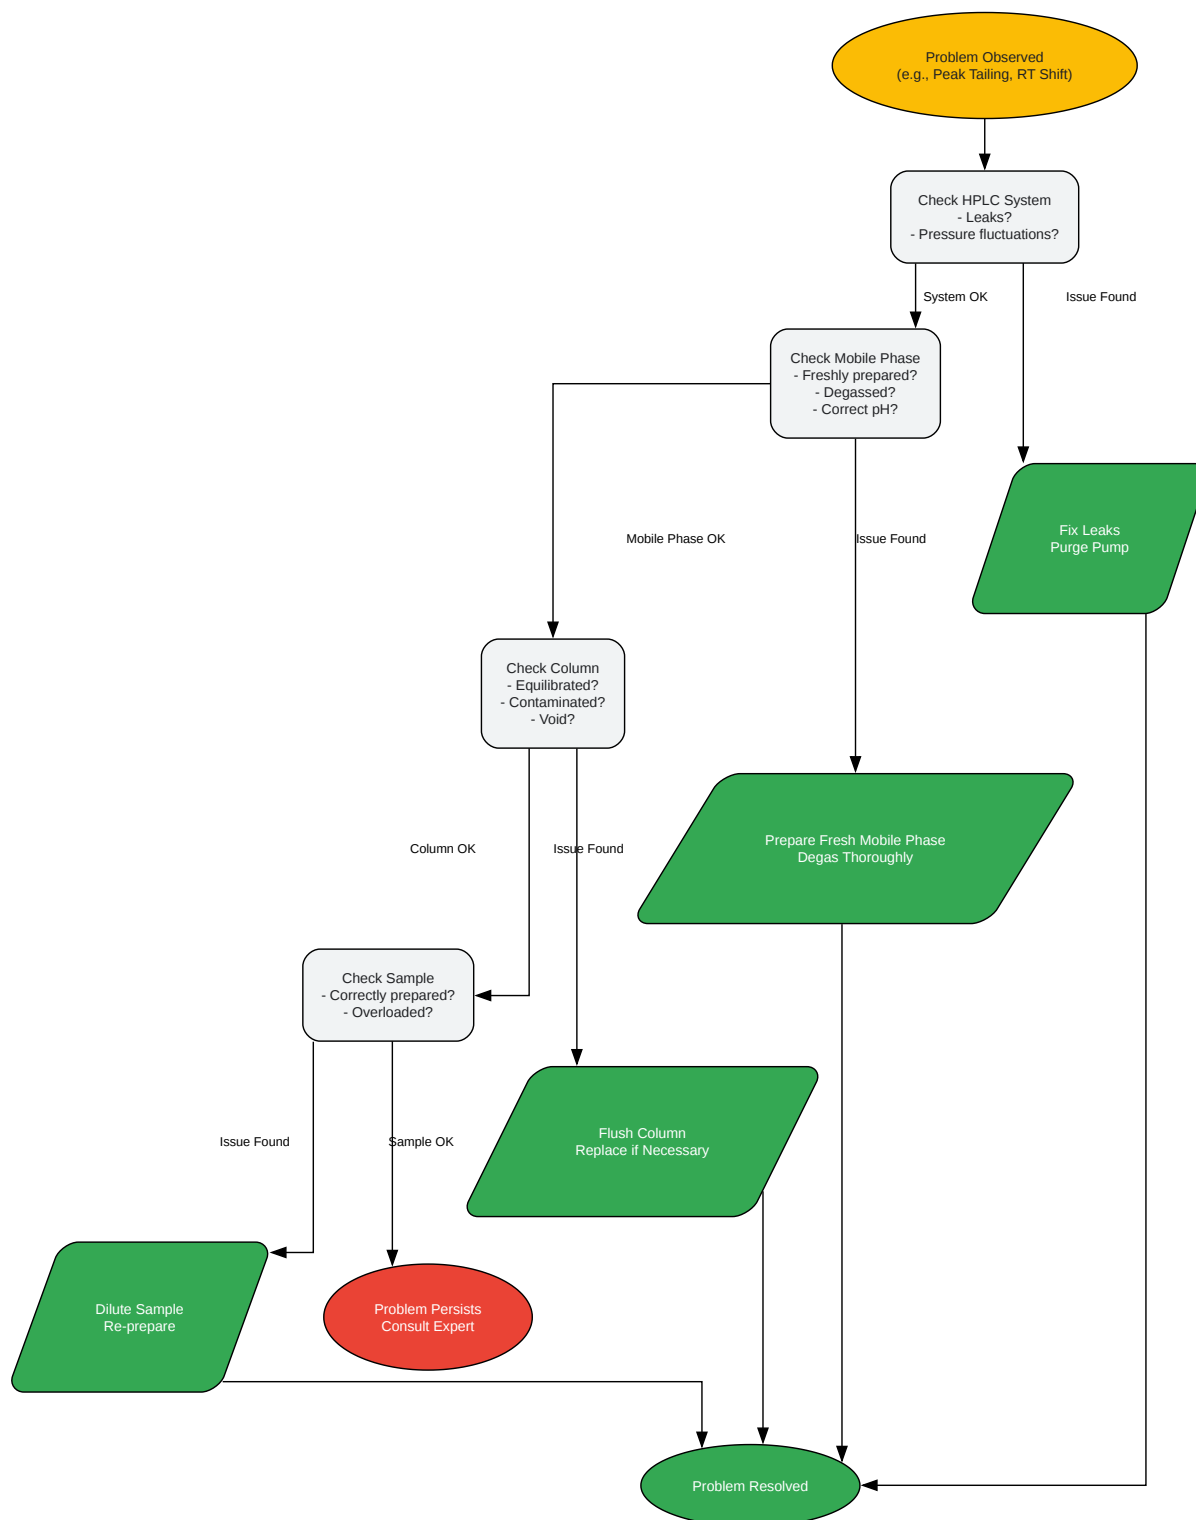 Problem Observed
(e.g., Peak Tailing, RT Shift)
Check HPLC System
- Leaks?
- Pressure fluctuations?
System OK
Issue Found
Check Mobile Phase
- Freshly prepared?
- Degassed?
- Correct pH?
Mobile Phase OK
Issue Found
Fix Leaks
Purge Pump
Check Column
- Equilibrated?
- Contaminated?
- Void?
Column OK
Issue Found
Prepare Fresh Mobile Phase
Degas Thoroughly
Check Sample
- Correctly prepared?
- Overloaded?
Issue Found
Sample OK
Flush Column
Replace if Necessary
Dilute Sample
Re-prepare
Problem Persists
Consult Expert
Problem Resolved